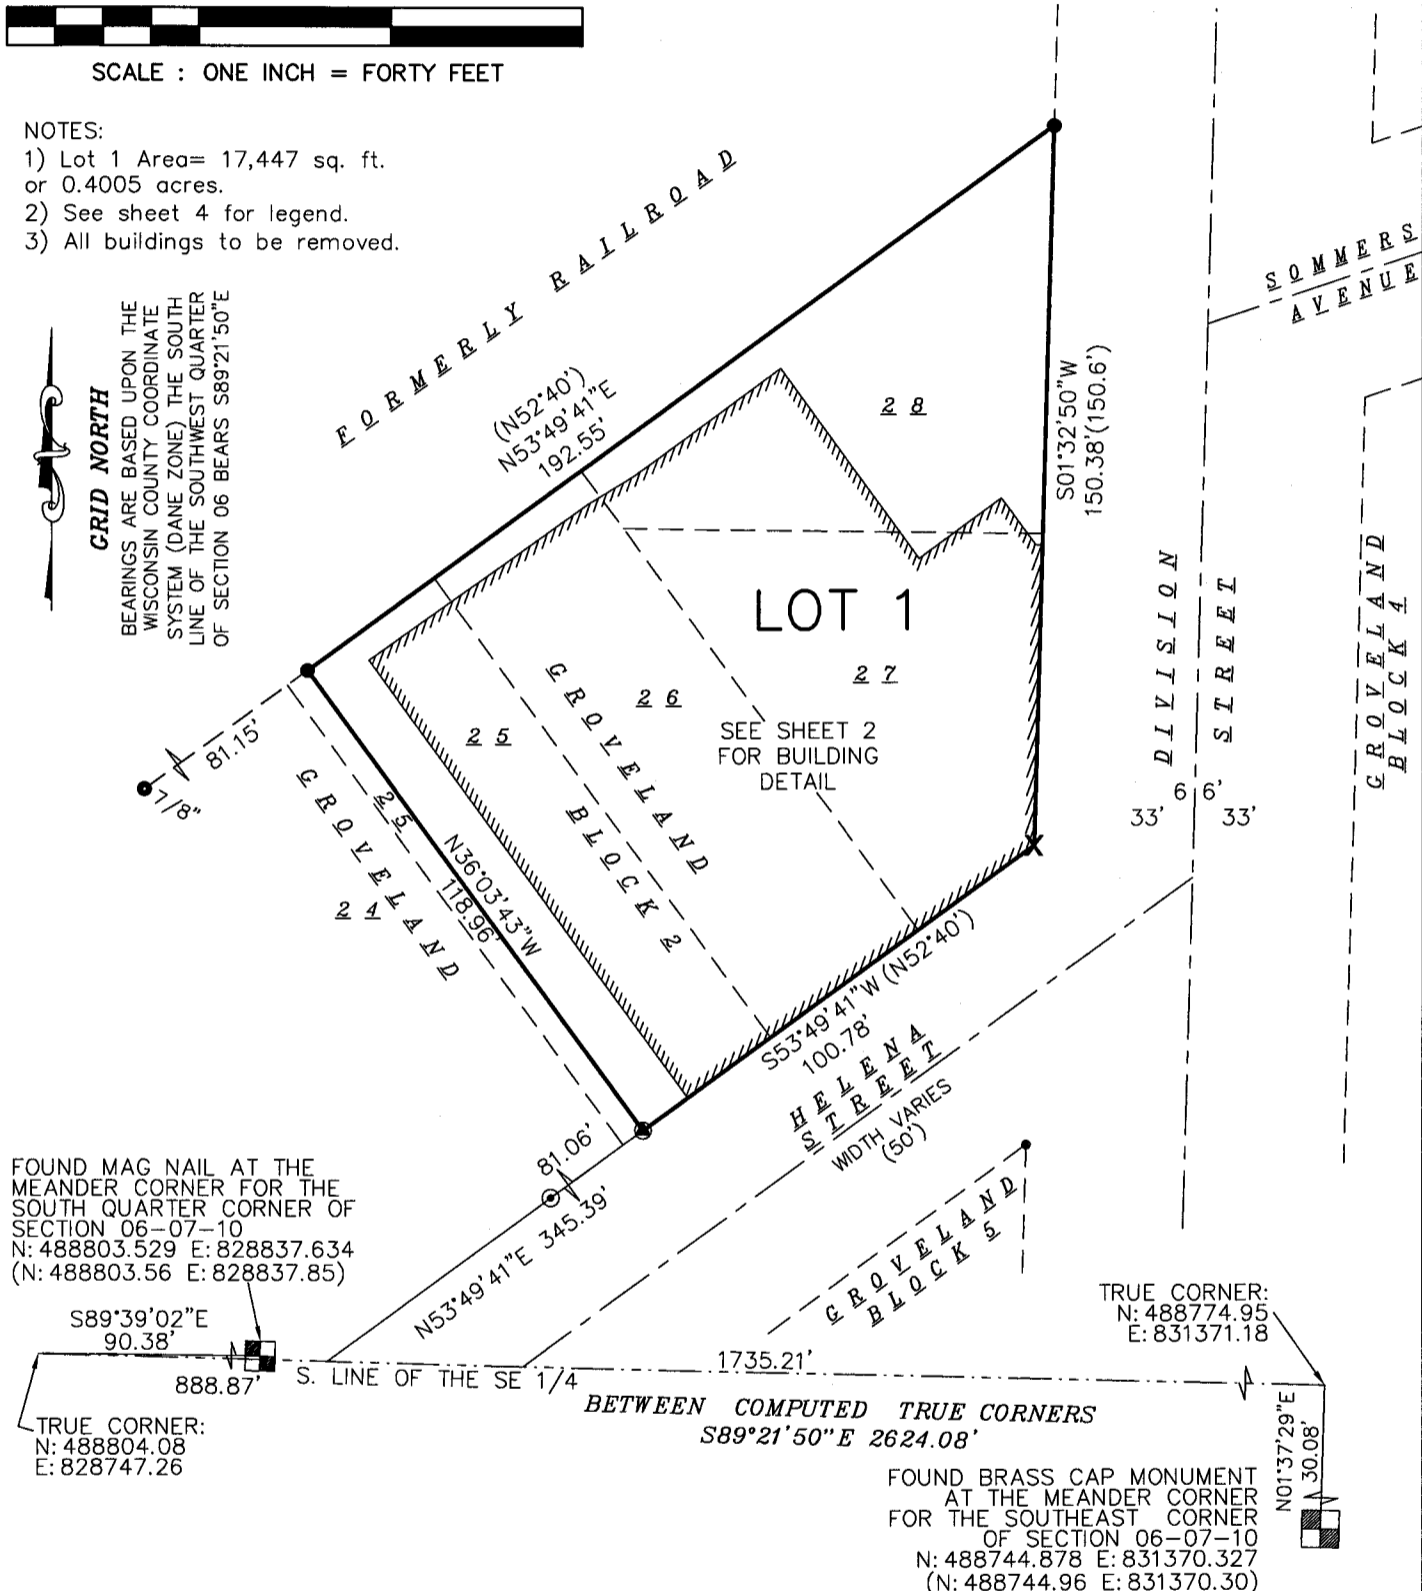 SCALE : ONE INCH = FORTY FEET
NOTES:
1) Lot 1 Area= 17,447 sq. ft.
or 0.4005 acres.
2) See sheet 4 for legend.
3) All buildings to be removed.
GRID NORTH
BEARINGS ARE BASED UPON THE
WISCONSIN COUNTY COORDINATE
SYSTEM (DANE ZONE) THE SOUTH
LINE OF THE SOUTHWEST QUARTER
OF SECTION 06 BEARS S89°21'50"E
FORMERLY RAILROAD
(N52°40')
N53°49'41"E
192.55'
28
S01°32'50"W
150.38'(150.6')
SOMMERS
AVENUE
DIVISION
STREET
66'
33'
33'
GROVELAND
BLOCK 4
LOT 1
27
26
25
GROVELAND
BLOCK 2
SEE SHEET 2
FOR BUILDING
DETAIL
81.15'
7/8"
25
GROVELAND
24
N36°03'43"W
118.96'
S53°49'41"W (N52°40')
100.78'
HELENA
STREET
WIDTH VARIES
(50')
81.06'
N53°49'41"E 345.39'
GROVELAND
BLOCK 5
FOUND MAG NAIL AT THE
MEANDER CORNER FOR THE
SOUTH QUARTER CORNER OF
SECTION 06-07-10
N: 488803.529 E: 828837.634
(N: 488803.56 E: 828837.85)
S89°39'02"E
90.38'
888.87'
S. LINE OF THE SE 1/4
1735.21'
TRUE CORNER:
N: 488774.95
E: 831371.18
TRUE CORNER:
N: 488804.08
E: 828747.26
BETWEEN COMPUTED TRUE CORNERS
S89°21'50"E 2624.08'
N01°37'29"E
30.08'
FOUND BRASS CAP MONUMENT
AT THE MEANDER CORNER
FOR THE SOUTHEAST CORNER
OF SECTION 06-07-10
N: 488744.878 E: 831370.327
(N: 488744.96 E: 831370.30)